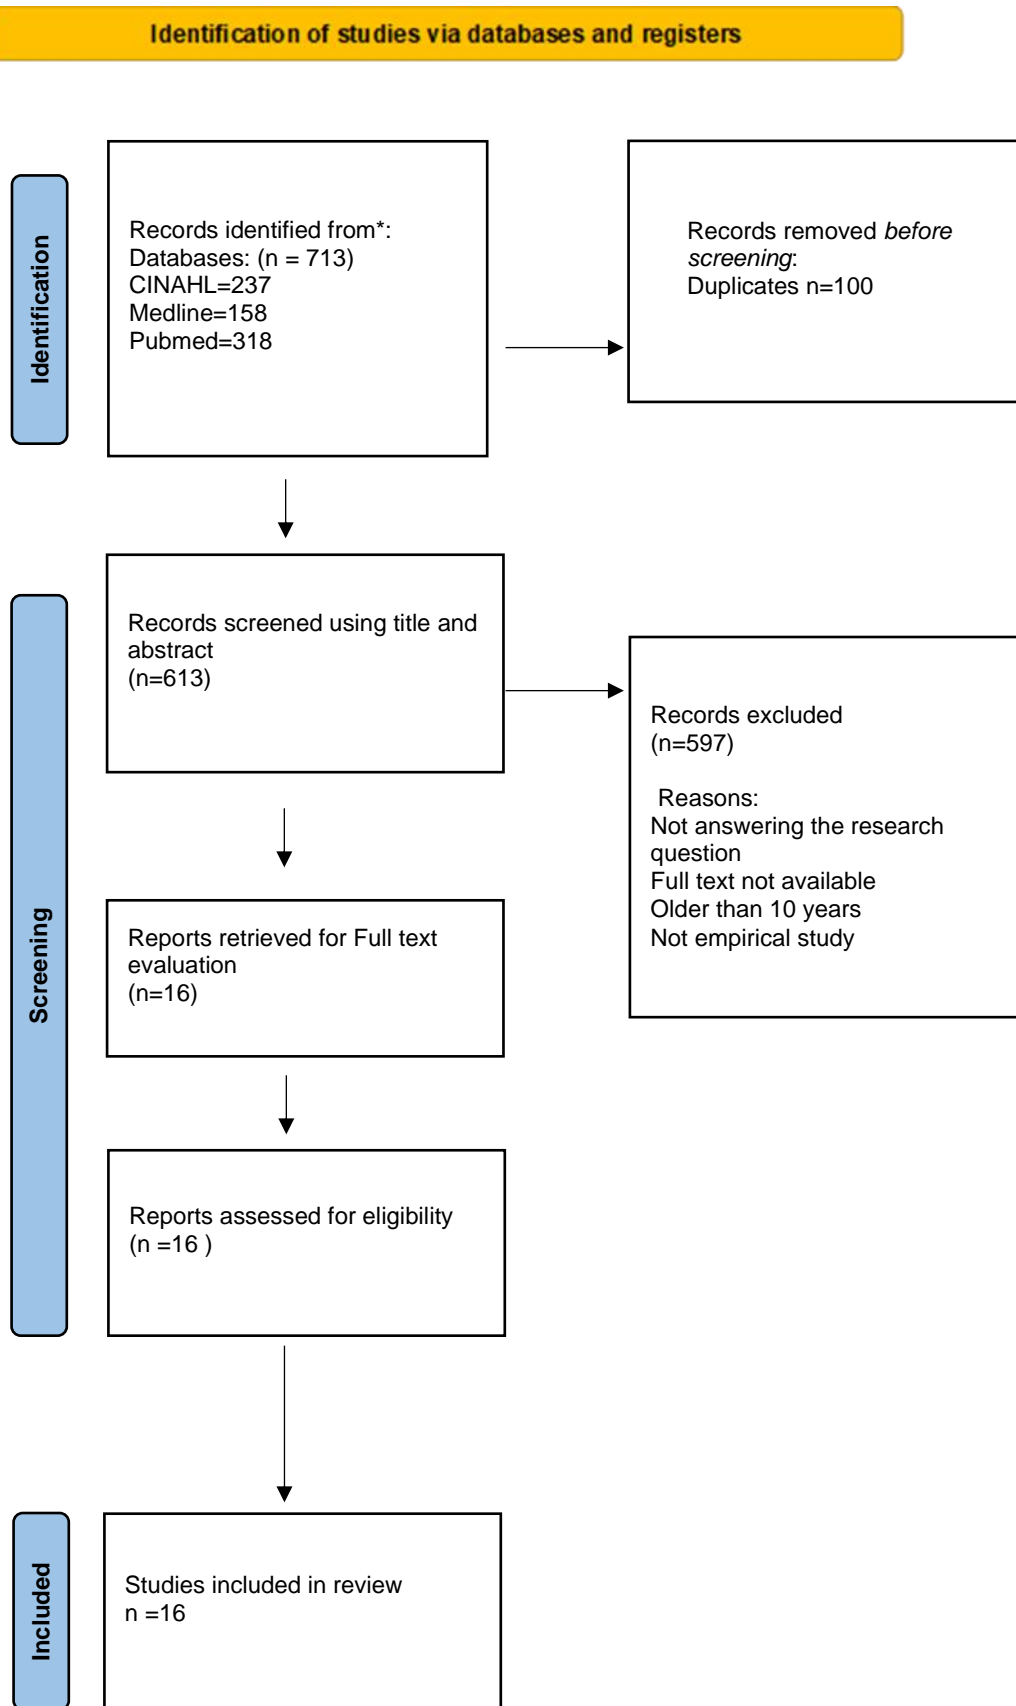 Identification of studies via databases and registers
Identification
Records identified from*:
Databases: (n = 713)
CINAHL=237
Medline=158
Pubmed=318
Records removed before
screening:
Duplicates n=100
Screening
Records screened using title and
abstract
(n=613)
Records excluded
(n=597)
Reasons:
Not answering the research
question
Full text not available
Older than 10 years
Not empirical study
Reports retrieved for Full text
evaluation
(n=16)
Reports assessed for eligibility
(n =16 )
Included
Studies included in review
n =16